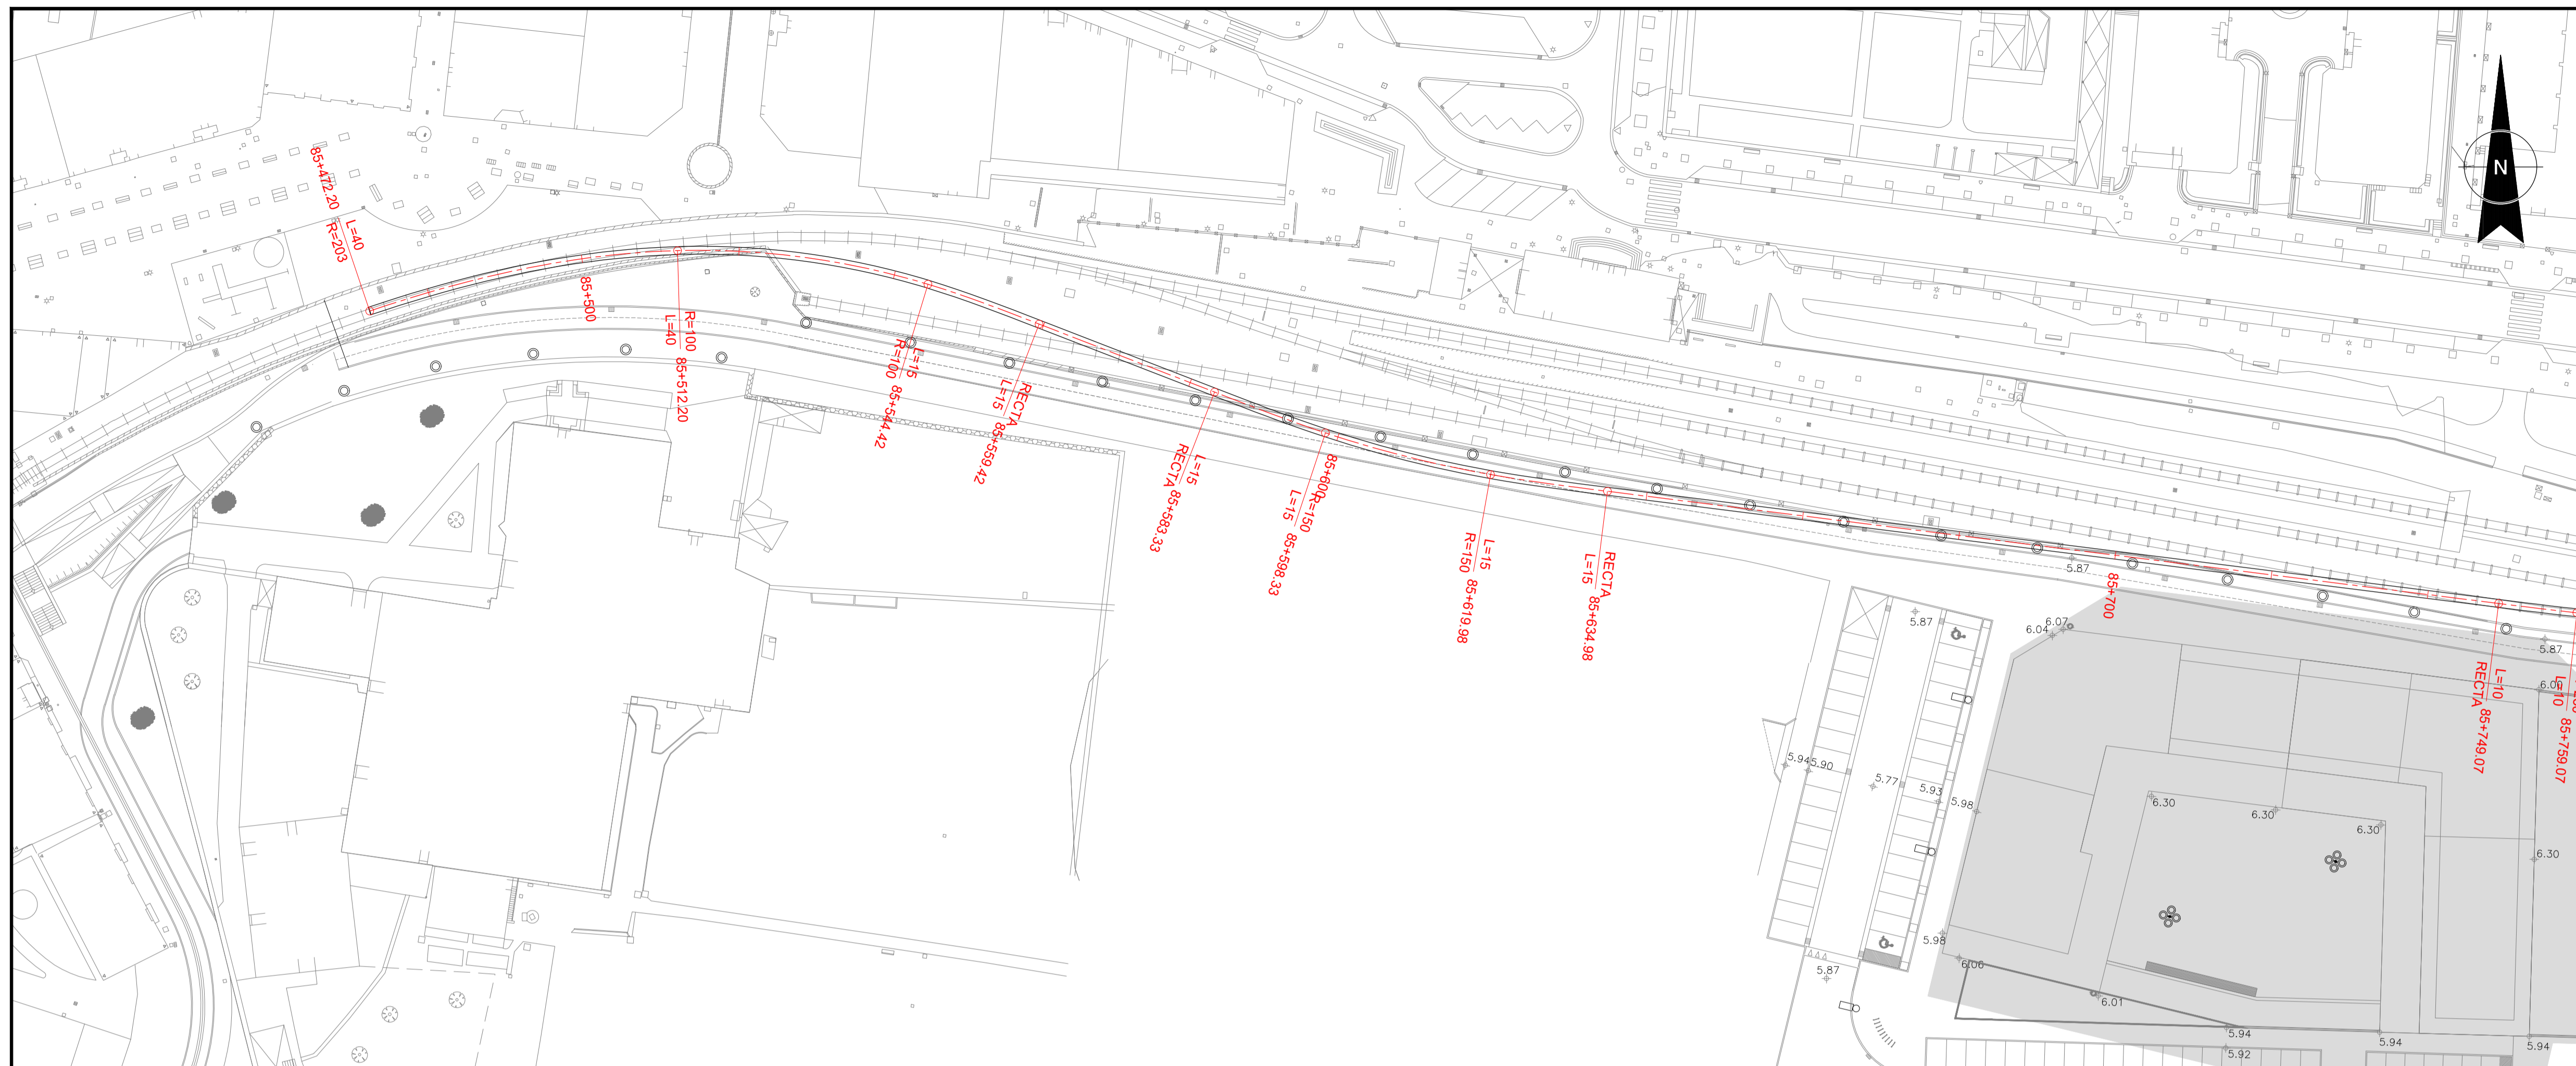 N
85+472.20
L=40
R=203
85+500
R=100
L=40
85+512.20
L=15
R=100
85+544.42
RECTA
L=15
85+559.42
L=15
RECTA
85+583.33
85+600
R=150
L=15
85+598.33
L=15
R=150
85+619.98
RECTA
L=15
85+634.98
85+700
L=10
RECTA
85+749.07
L=10
85+759.07
5.87
6.04
6.07
5.87
5.87
6.00
5.94
5.90
5.77
5.93
5.98
6.30
6.30
6.30
6.30
5.98
6.06
5.87
6.01
5.94
5.92
5.94
5.94